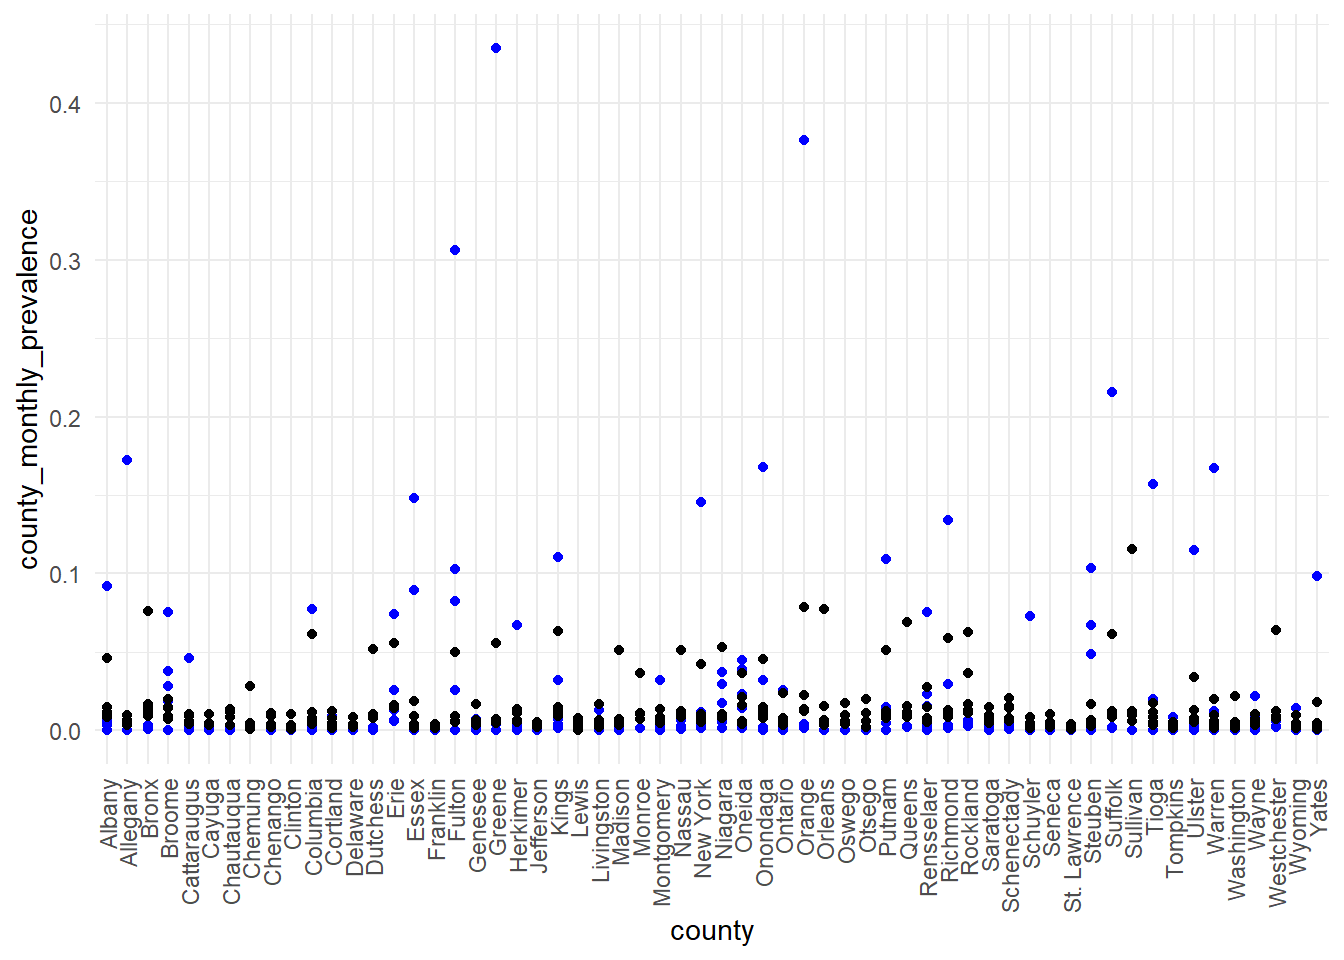 county_monthly_prevalence
0.4
0.3
0.2
0.1
0.0
Albany
Allegany
Bronx
Broome
Cattaraugus
Cayuga
Chautauqua
Chemung
Chenango
Clinton
Columbia
Cortland
Delaware
Dutchess
Erie
Essex
Franklin
Fulton
Genesee
Greene
Herkimer
Jefferson
Kings
Lewis
Livingston
Madison
Monroe
Montgomery
Nassau
New York
Niagara
Oneida
Onondaga
Ontario
Orange
Orleans
Oswego
Otsego
Putnam
Queens
Rensselaer
Richmond
Rockland
Saratoga
Schenectady
Schuyler
Seneca
St. Lawrence
Steuben
Suffolk
Sullivan
Tioga
Tompkins
Ulster
Warren
Washington
Wayne
Westchester
Wyoming
Yates
county